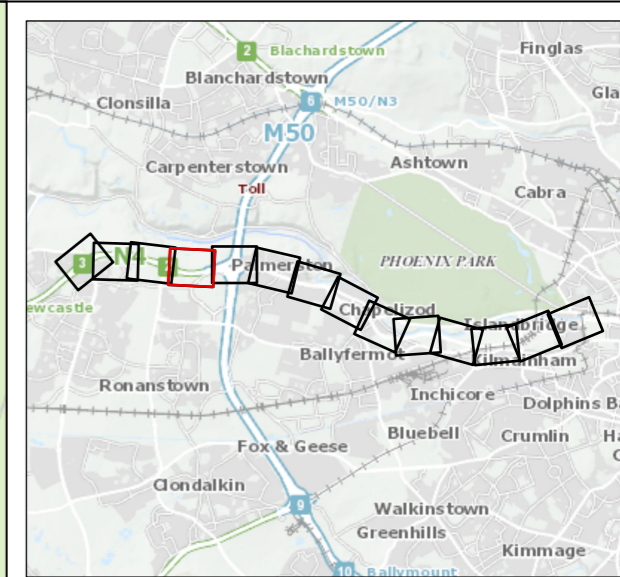 Finglas
2 Blachardstown
Blanchardstown
Clonsilla
6 M50/N3
Gla
M50
Carpenterstown
Ashtown
Toll
Cabra
N4
3
2
Palmerston
PHOENIX PARK
ewcastle
Chapelizod
Islandbridge
Ballyfermot
Kilmainham
Ronanstown
Inchicore
Dolphins Ba
Bluebell
Crumlin
Ha
Fox & Geese
C
Clondalkin
9
Walkinstown
Greenhills
Kimmage
10 Ballymount